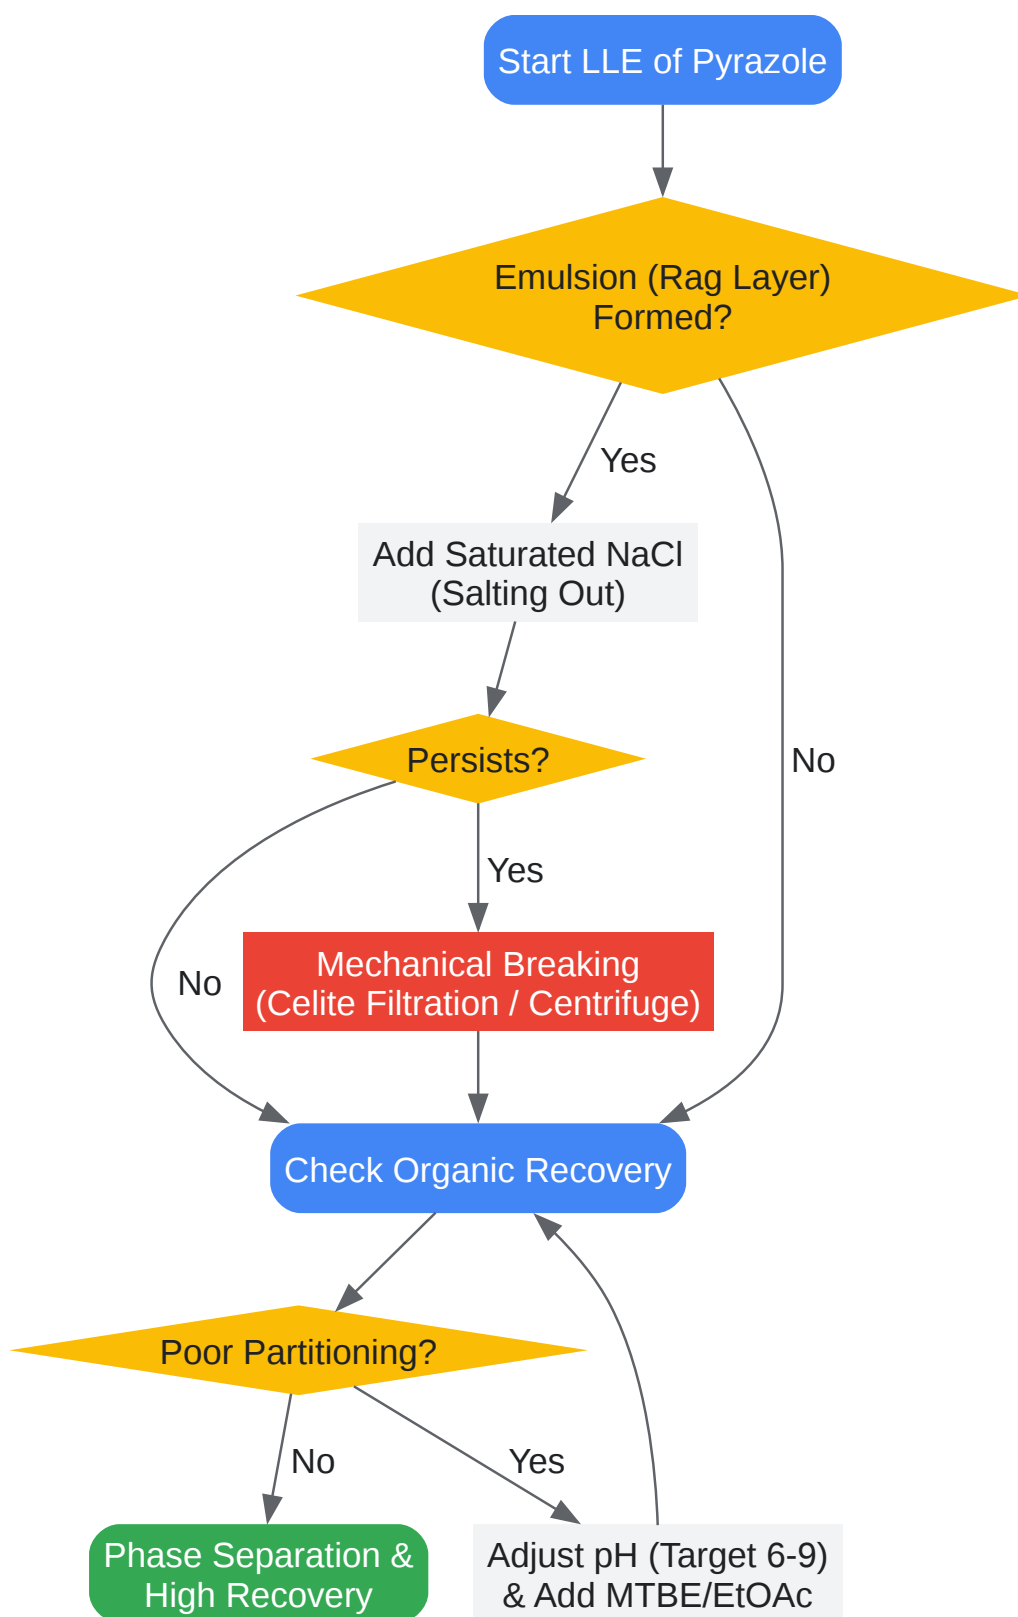 Start LLE of Pyrazole
Emulsion (Rag Layer)
Formed?
Yes
Add Saturated NaCl
(Salting Out)
Persists?
No
Yes
Mechanical Breaking
(Celite Filtration / Centrifuge)
No
Check Organic Recovery
Poor Partitioning?
No
Yes
Phase Separation &
High Recovery
Adjust pH (Target 6-9)
& Add MTBE/EtOAc